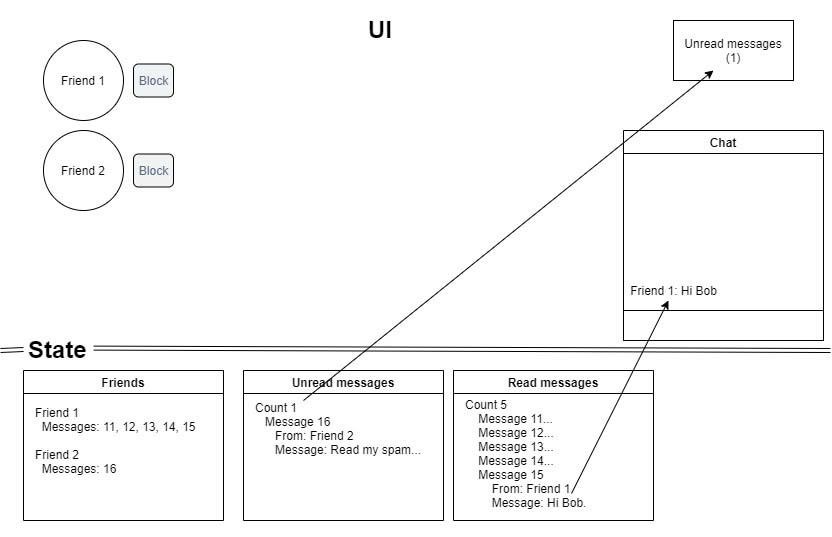 UI
Friend 1
Block
Friend 2
Block
Unread messages
(1)
Chat
Friend 1: Hi Bob
State
Friends
Friend 1
Messages: 11, 12, 13, 14, 15
Friend 2
Messages: 16
Unread messages
Count 1
Message 16
From: Friend 2
Message: Read my spam...
Read messages
Count 5
Message 11...
Message 12...
Message 13...
Message 14...
Message 15
From: Friend 1
Message: Hi Bob.